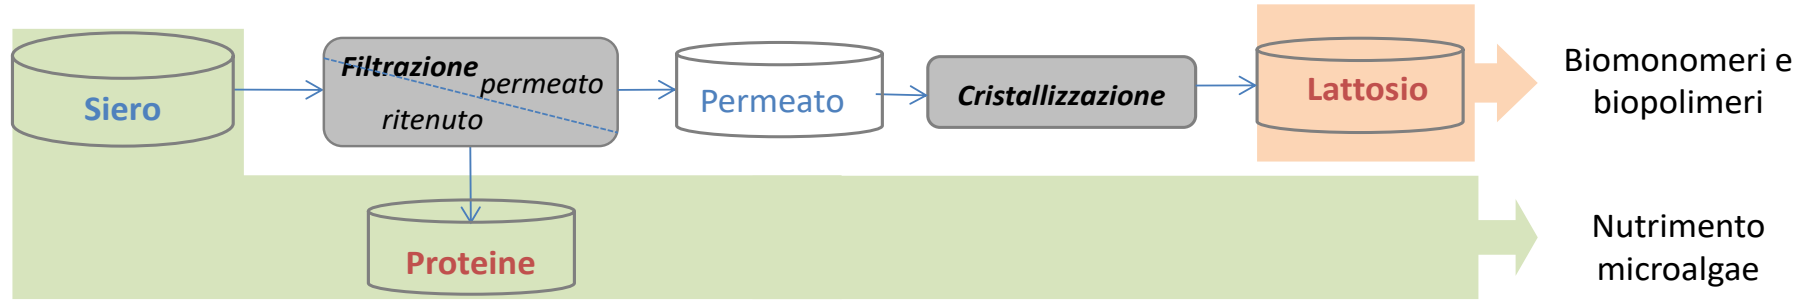 Siero
Filtrazione
permeato
ritenuto
Permeato
Cristallizzazione
Lattosio
Biomonomeri e
biopolimeri
Proteine
Nutrimento
microalgae